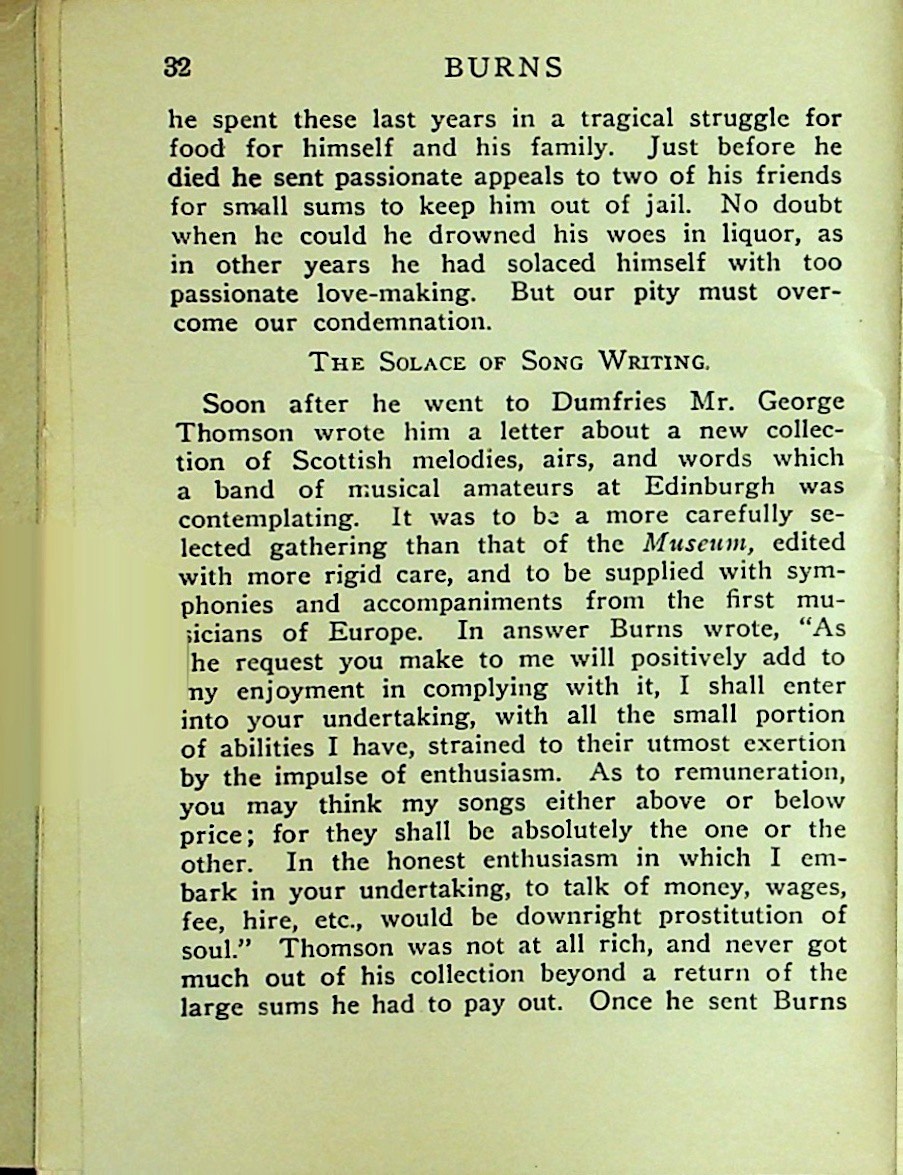 32 BURNS
he spent these last years in a tragical struggle for
food for himself and his family. Just before he
died he sent passionate appeals to two of his friends
for small sums to keep him out of jail. No doubt
when he could he drowned his woes in liquor, as
in other years he had solaced himself with too
passionate love-making. But our pity must over-
come our condemnation.
THE SOLACE OF SONG WRITING.
Soon after he went to Dumfries Mr. George
Thomson wrote him a letter about a new collec-
tion of Scottish melodies, airs, and words which
a band of musical amateurs at Edinburgh was
contemplating. It was to be a more carefully se-
lected gathering than that of the Museum, edited
with more rigid care, and to be supplied with sym-
phonies and accompaniments from the first mu-
sicians of Europe. In answer Burns wrote, “As
he request you make to me will positively add to
ny enjoyment in complying with it, I shall enter
into your undertaking, with all the small portion
of abilities I have, strained to their utmost exertion
by the impulse of enthusiasm. As to remuneration,
you may think my songs either above or below
price; for they shall be absolutely the one or the
other. In the honest enthusiasm in which I em-
bark in your undertaking, to talk of money, wages,
fee, hire, etc., would be downright prostitution of
soul.” Thomson was not at all rich, and never got
much out of his collection beyond a return of the
large sums he had to pay out. Once he sent Burns